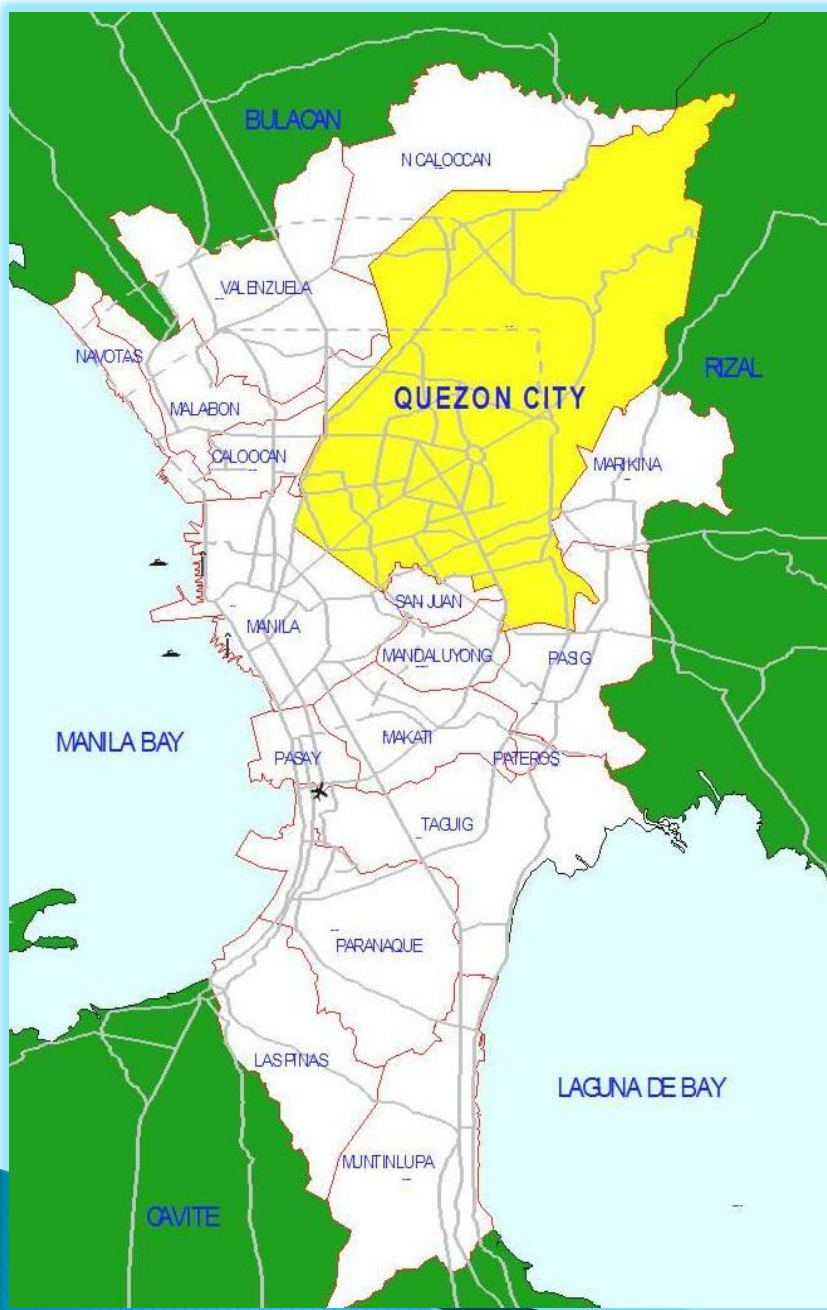 BULACAN
N CALOOCAN
VALENZUELA
NAVOTAS
RIZAL
QUEZON CITY
MALABON
CALOOCAN
MARIKINA
SAN JUAN
MANILA
MANDALUYONG
PASIG
MANILA BAY
MAKATI
PASAY
PATEROS
TAGUIG
PARANAQUE
LAS PINAS
LAGUNA DE BAY
MUNTINLUPA
CAVITE